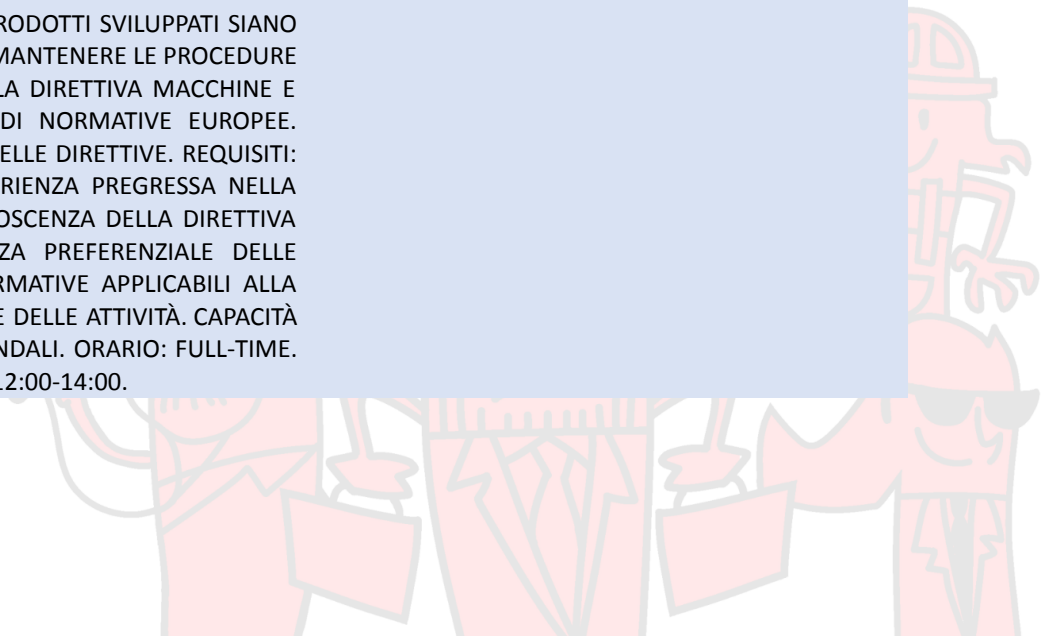 RODOTTI SVILUPPATI SIANO
MANTENERE LE PROCEDURE
LA DIRETTIVA MACCHINE E
DI NORMATIVE EUROPEE.
ELLE DIRETTIVE. REQUISITI:
RIENZA PREGRESSA NELLA
OSCENZA DELLA DIRETTIVA
ZA PREFERENZIALE DELLE
RMATIVE APPLICABILI ALLA
E DELLE ATTIVITÀ. CAPACITÀ
NDALI. ORARIO: FULL-TIME.
12:00-14:00.